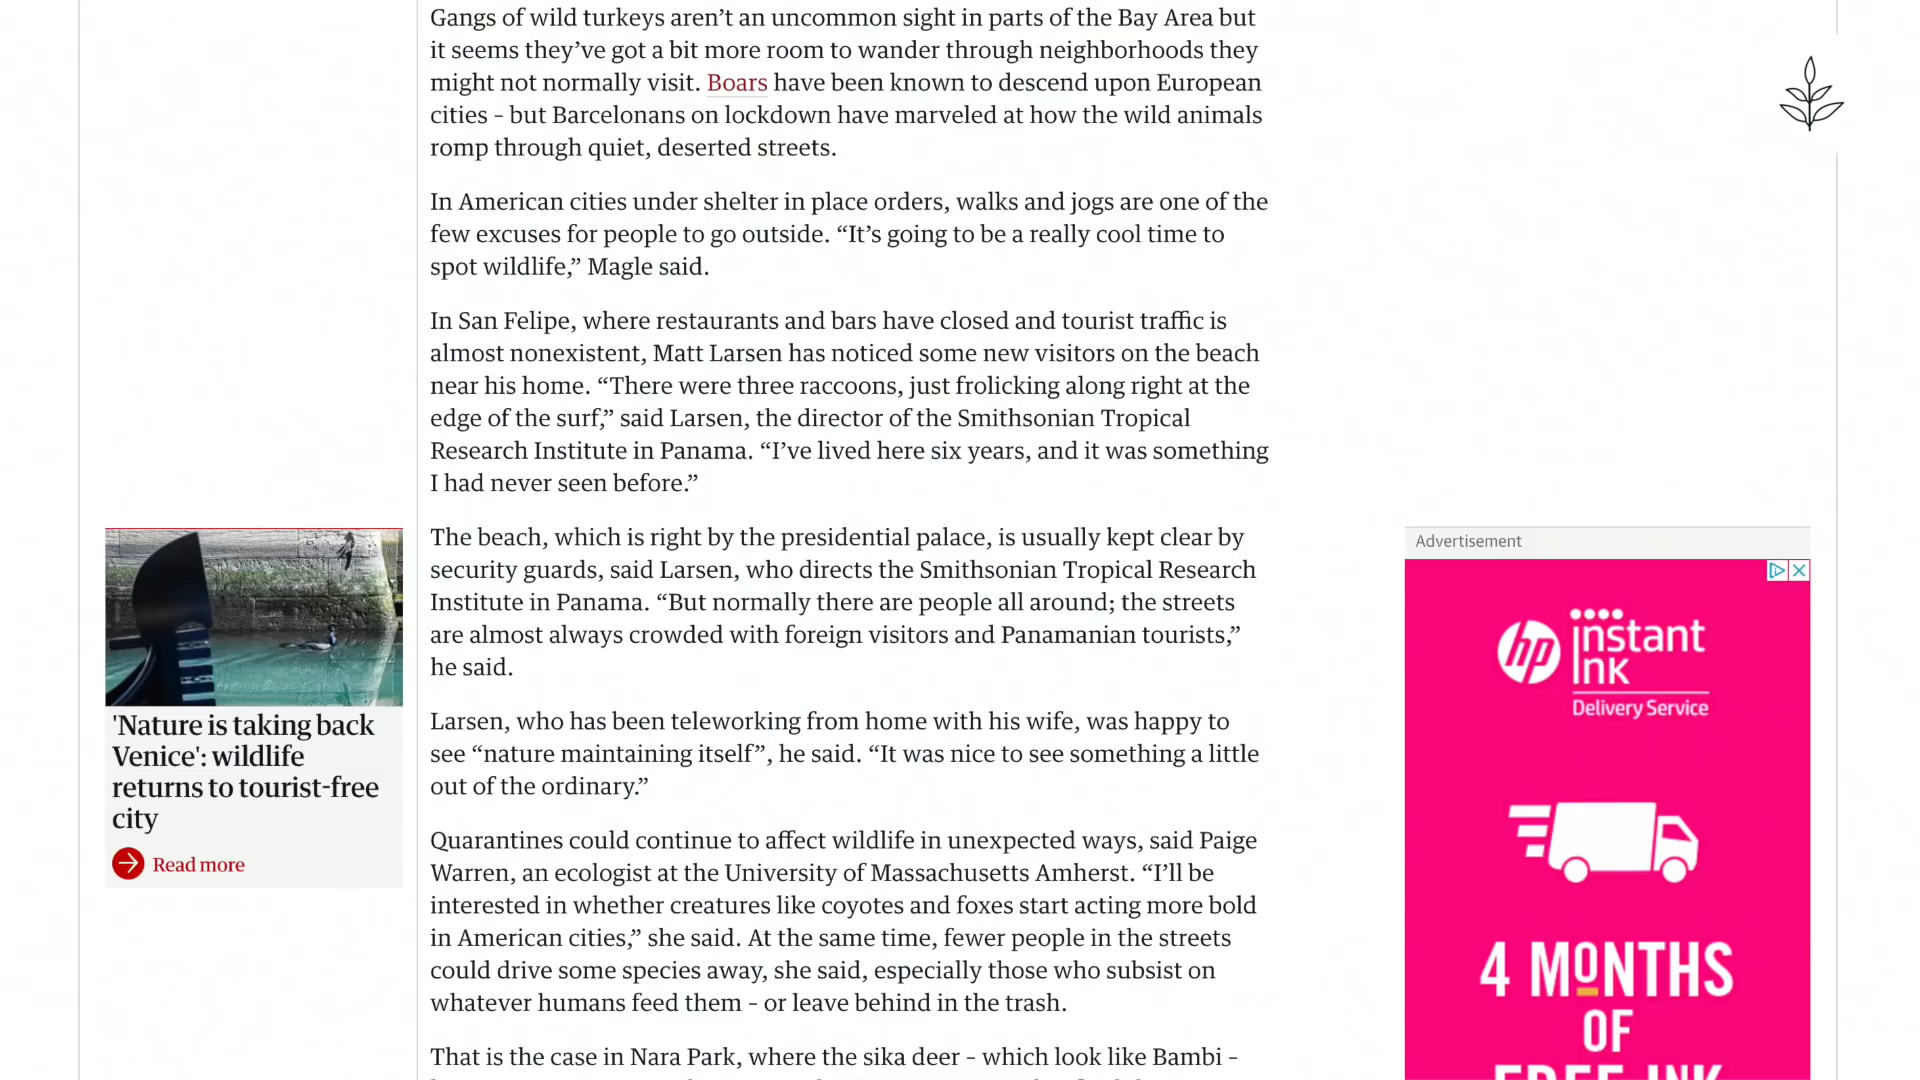 Gangs of wild turkeys aren’t an uncommon sight in parts of the Bay Area but
it seems they’ve got a bit more room to wander through neighborhoods they
might not normally visit. Boars have been known to descend upon European
cities – but Barcelonans on lockdown have marveled at how the wild animals
romp through quiet, deserted streets.
In American cities under shelter in place orders, walks and jogs are one of the
few excuses for people to go outside. “It’s going to be a really cool time to
spot wildlife,” Magle said.
In San Felipe, where restaurants and bars have closed and tourist traffic is
almost nonexistent, Matt Larsen has noticed some new visitors on the beach
near his home. “There were three raccoons, just frolicking along right at the
edge of the surf,” said Larsen, the director of the Smithsonian Tropical
Research Institute in Panama. “I’ve lived here six years, and it was something
I had never seen before.”
The beach, which is right by the presidential palace, is usually kept clear by
security guards, said Larsen, who directs the Smithsonian Tropical Research
Institute in Panama. “But normally there are people all around; the streets
are almost always crowded with foreign visitors and Panamanian tourists,”
he said.
Larsen, who has been teleworking from home with his wife, was happy to
see “nature maintaining itself”, he said. “It was nice to see something a little
out of the ordinary.”
Quarantines could continue to affect wildlife in unexpected ways, said Paige
Warren, an ecologist at the University of Massachusetts Amherst. “I’ll be
interested in whether creatures like coyotes and foxes start acting more bold
in American cities,” she said. At the same time, fewer people in the streets
could drive some species away, she said, especially those who subsist on
whatever humans feed them – or leave behind in the trash.
That is the case in Nara Park, where the sika deer – which look like Bambi –
'Nature is taking back
Venice': wildlife
returns to tourist-free
city
Read more
Advertisement
hp instant
ink
Delivery Service
4 MONTHS
OF
FREE INK